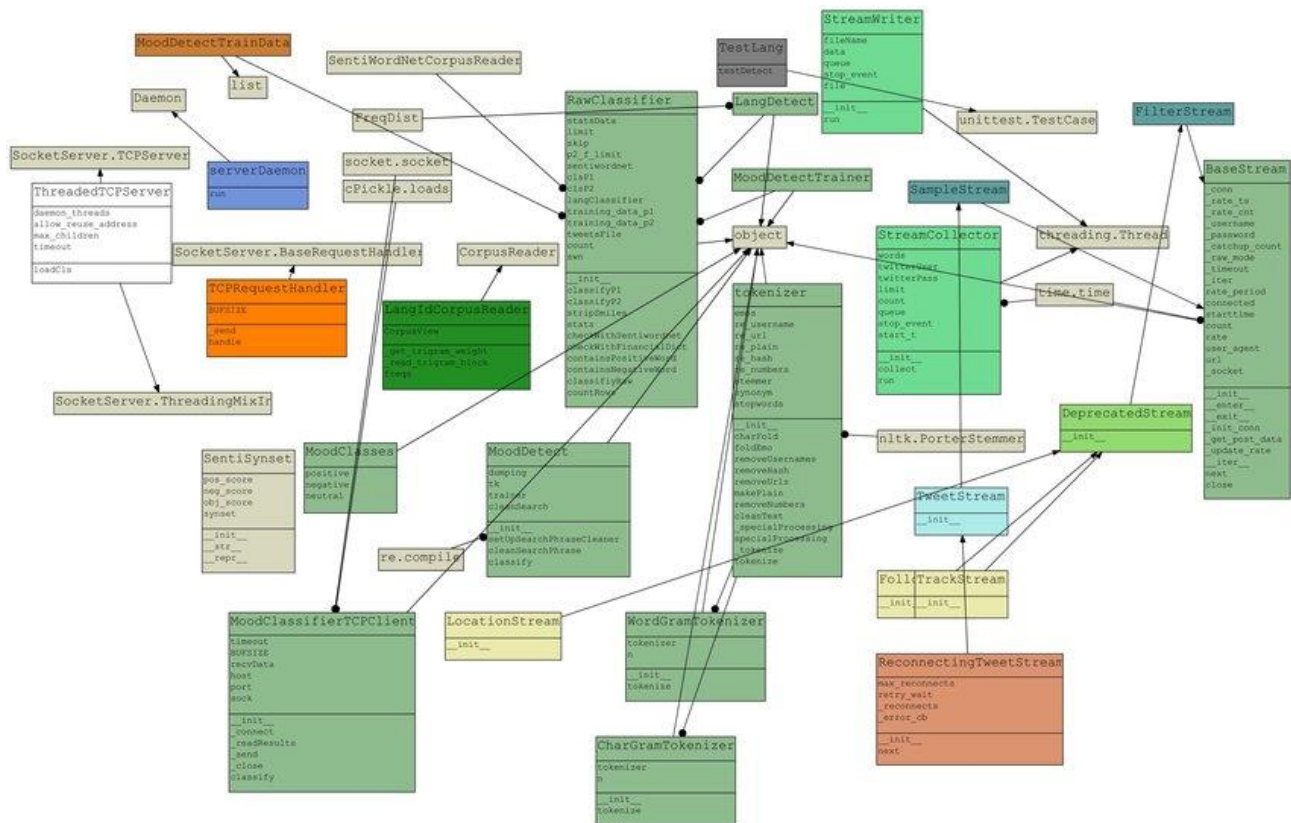 MoodDetectTrainData
list
Daemon
SocketServer.TCPServer
serverDaemon
run
ThreadedTCPServer
daemon_threads
allow_reuse_address
max_children
timeout
loadCls
SocketServer.BaseRequestHandler
TCPRequestHandler
BUFSIZE
_send
handle
SocketServer.ThreadingMixIn
SentiWordNetCorpusReader
FreqDist
socket.socket
cPickle.loads
CorpusReader
LangIdCorpusReader
CorpusView
_get_trigram_weight
_read_trigram_block
freqs
RawClassifier
statsData
limit
skip
p2_f_limit
sentiwordnet
clsP1
clsP2
langClassifier
training_data_p1
training_data_p2
tweetsFile
count
swn
__init__
classifyP1
classifyP2
stripSmiles
stats
checkWithSentiwordnet
checkWithFinancialDict
containsPositiveWord
containsNegativeWord
classifiyRaw
countRows
TestLang
testDetect
LangDetect
MoodDetectTrainer
object
StreamWriter
fileName
data
queue
stop_event
file
__init__
run
unittest.TestCase
FilterStream
SampleStream
StreamCollector
words
twitterUser
twitterPass
limit
count
queue
stop_event
start_t
__init__
collect
run
threading.Thread
time.time
BaseStream
_conn
_rate_ts
_rate_cnt
_username
_password
_catchup_count
_raw_mode
_timeout
_iter
rate_period
connected
starttime
count
rate
user_agent
url
_socket
__init__
__enter__
__exit__
_init_conn
_get_post_data
_update_rate
__iter__
next
close
tokenizer
emos
re_username
re_url
re_plain
re_hash
re_numbers
stemmer
synonym
stopwords
__init__
charFold
foldEmo
removeUsernames
removeHash
removeUrls
makePlain
removeNumbers
cleanText
_specialProcessing
specialProcessing
_tokenize
tokenize
nltk.PorterStemmer
DeprecatedStream
__init__
SentiSynset
pos_score
neg_score
obj_score
synset
__init__
__str__
__repr__
MoodClasses
positive
negative
neutral
MoodDetect
dumping
tk
trainer
cleanSearch
__init__
setUpSearchPhraseCleaner
cleanSearchPhrase
classify
re.compile
TweetStream
__init__
Foll
__init_
TrackStream
__init__
MoodClassifierTCPClient
timeout
BUFSIZE
recvData
host
port
sock
__init__
_connect
_readResults
_send
_close
classify
LocationStream
__init__
WordGramTokenizer
tokenizer
n
__init__
tokenize
ReconnectingTweetStream
max_reconnects
retry_wait
_reconnects
_error_cb
__init__
next
CharGramTokenizer
tokenizer
n
__init__
tokenize